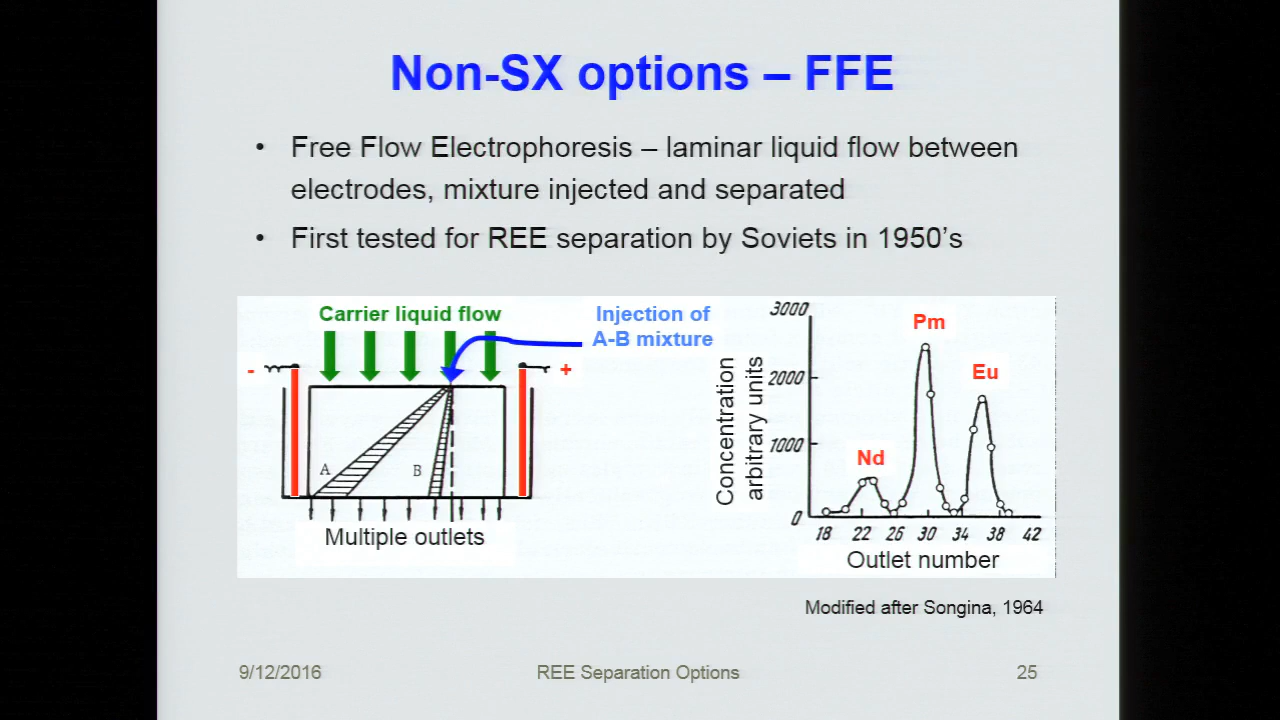 Non-SX options – FFE
• Free Flow Electrophoresis – laminar liquid flow between
electrodes, mixture injected and separated
• First tested for REE separation by Soviets in 1950's
Carrier liquid flow
Injection of
A-B mixture
-
+
A
B
Multiple outlets
Concentration
arbitrary units
3000
2000
1000
0
Nd
Pm
Eu
18 22 26 30 34 38 42
Outlet number
Modified after Songina, 1964
9/12/2016
REE Separation Options
25